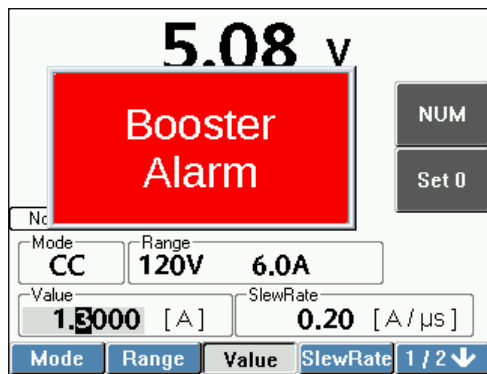 5.08 V
Booster
Alarm
NUM
Set 0
Mode
CC
Range
120V 6.0A
Value
1.3000 [A]
SlewRate
0.20 [A/µs]
Mode Range Value SlewRate 1/2